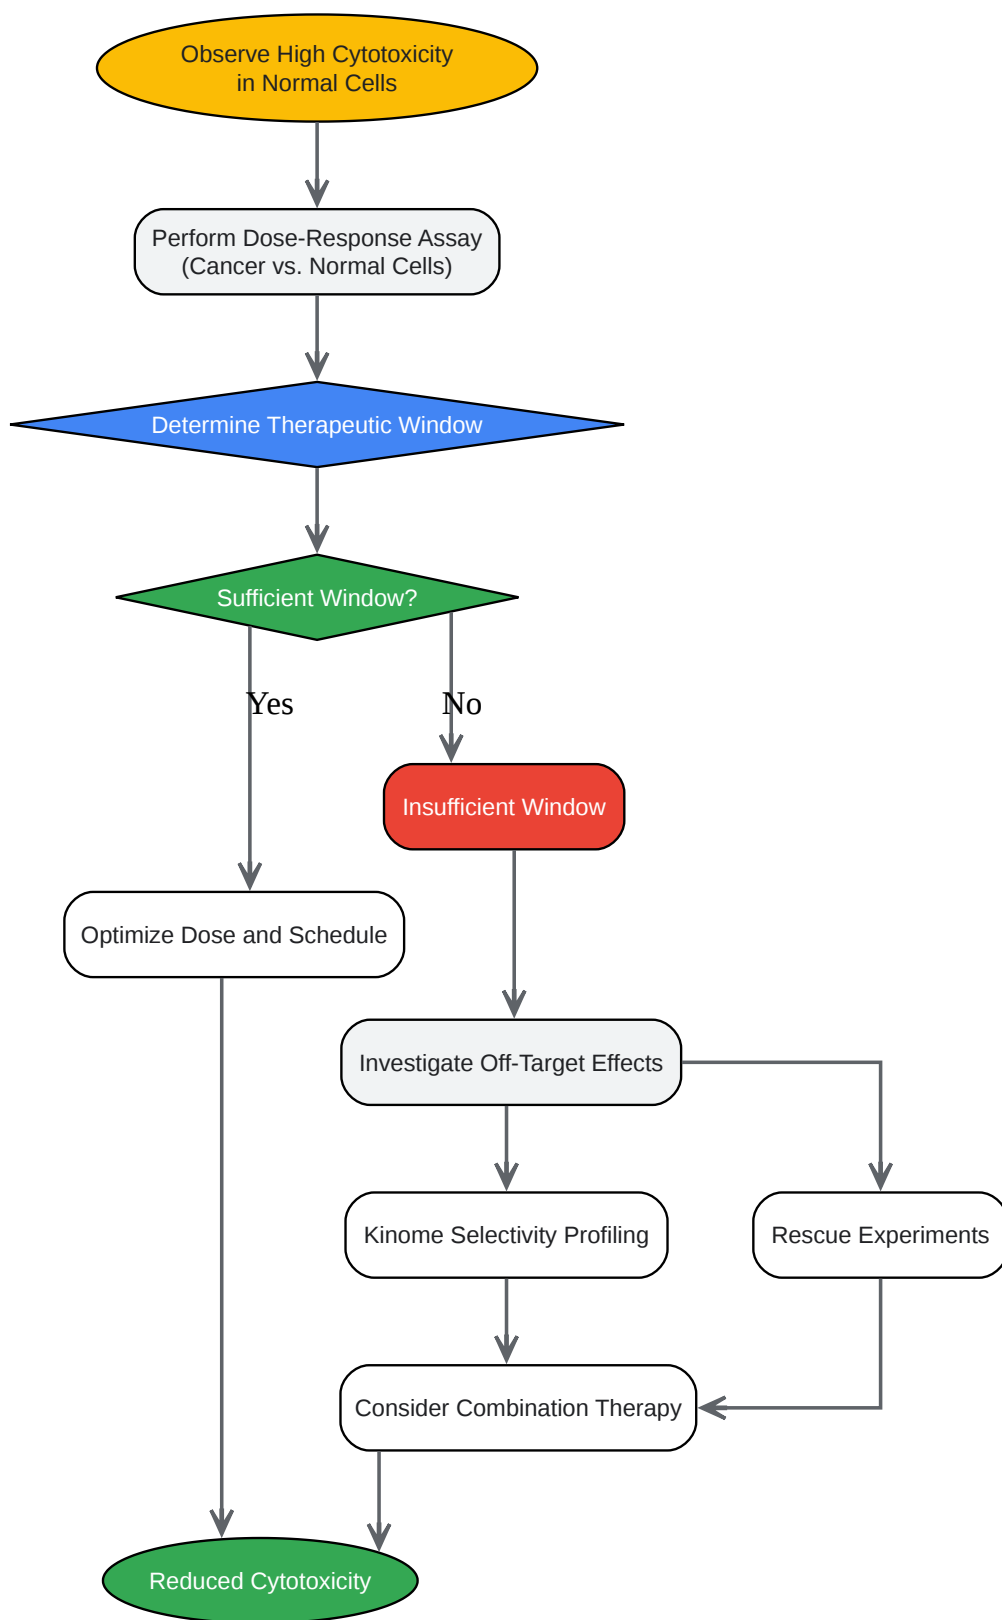 Observe High Cytotoxicity
in Normal Cells
Perform Dose-Response Assay
(Cancer vs. Normal Cells)
Determine Therapeutic Window
Sufficient Window?
Yes
No
Insufficient Window
Optimize Dose and Schedule
Investigate Off-Target Effects
Kinome Selectivity Profiling
Rescue Experiments
Consider Combination Therapy
Reduced Cytotoxicity